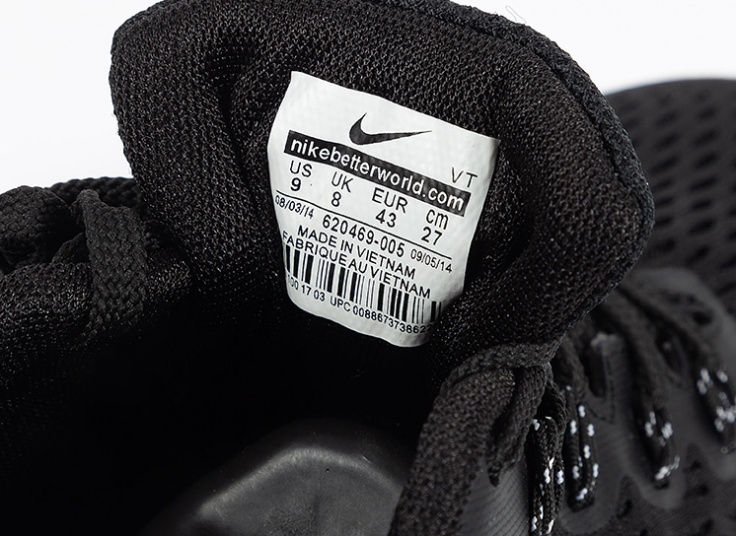 VT
nikebetterworld.com
US UK EUR cm
9 8 43 27
08/03/14 620469-005 09/05/14
MADE IN VIETNAM
FABRIQUE AU VIETNAM
17 03 UPC